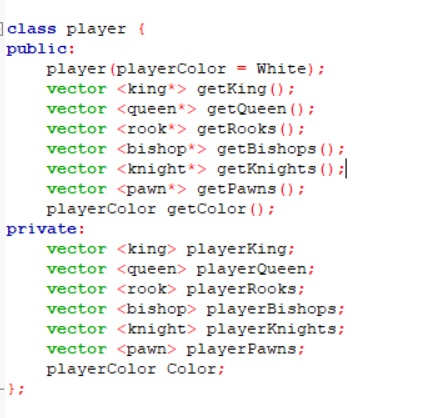 class player {
public:
    player(playerColor = White);
    vector <king*> getKing();
    vector <queen*> getQueen();
    vector <rook*> getRooks();
    vector <bishop*> getBishops();
    vector <knight*> getKnights();
    vector <pawn*> getPawns();
    playerColor getColor();
private:
    vector <king> playerKing;
    vector <queen> playerQueen;
    vector <rook> playerRooks;
    vector <bishop> playerBishops;
    vector <knight> playerKnights;
    vector <pawn> playerPawns;
    playerColor Color;
};